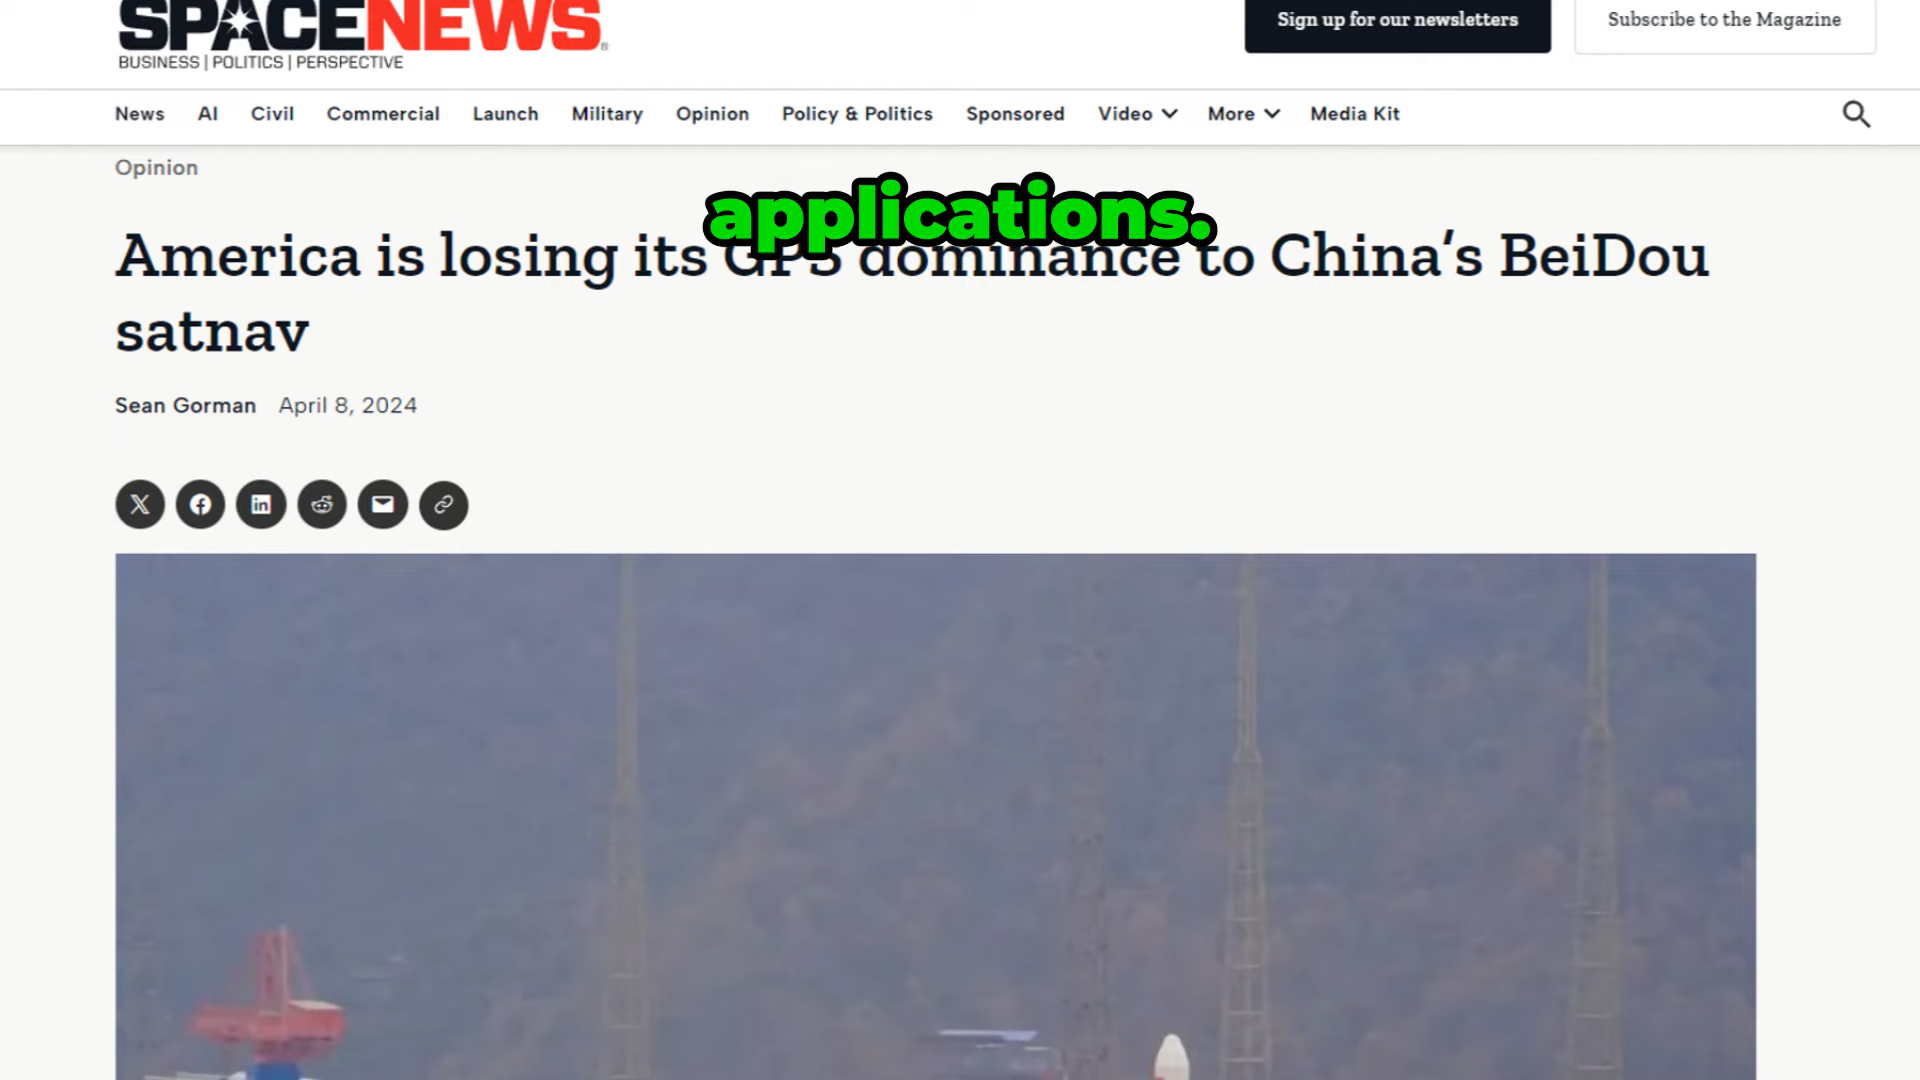 SPACENEWS
BUSINESS | POLITICS | PERSPECTIVE
Sign up for our newsletters
Subscribe to the Magazine
News AI Civil Commercial Launch Military Opinion Policy & Politics Sponsored Video More Media Kit
Opinion
applications.
America is losing its GPS dominance to China’s BeiDou
satnav
Sean Gorman April 8, 2024